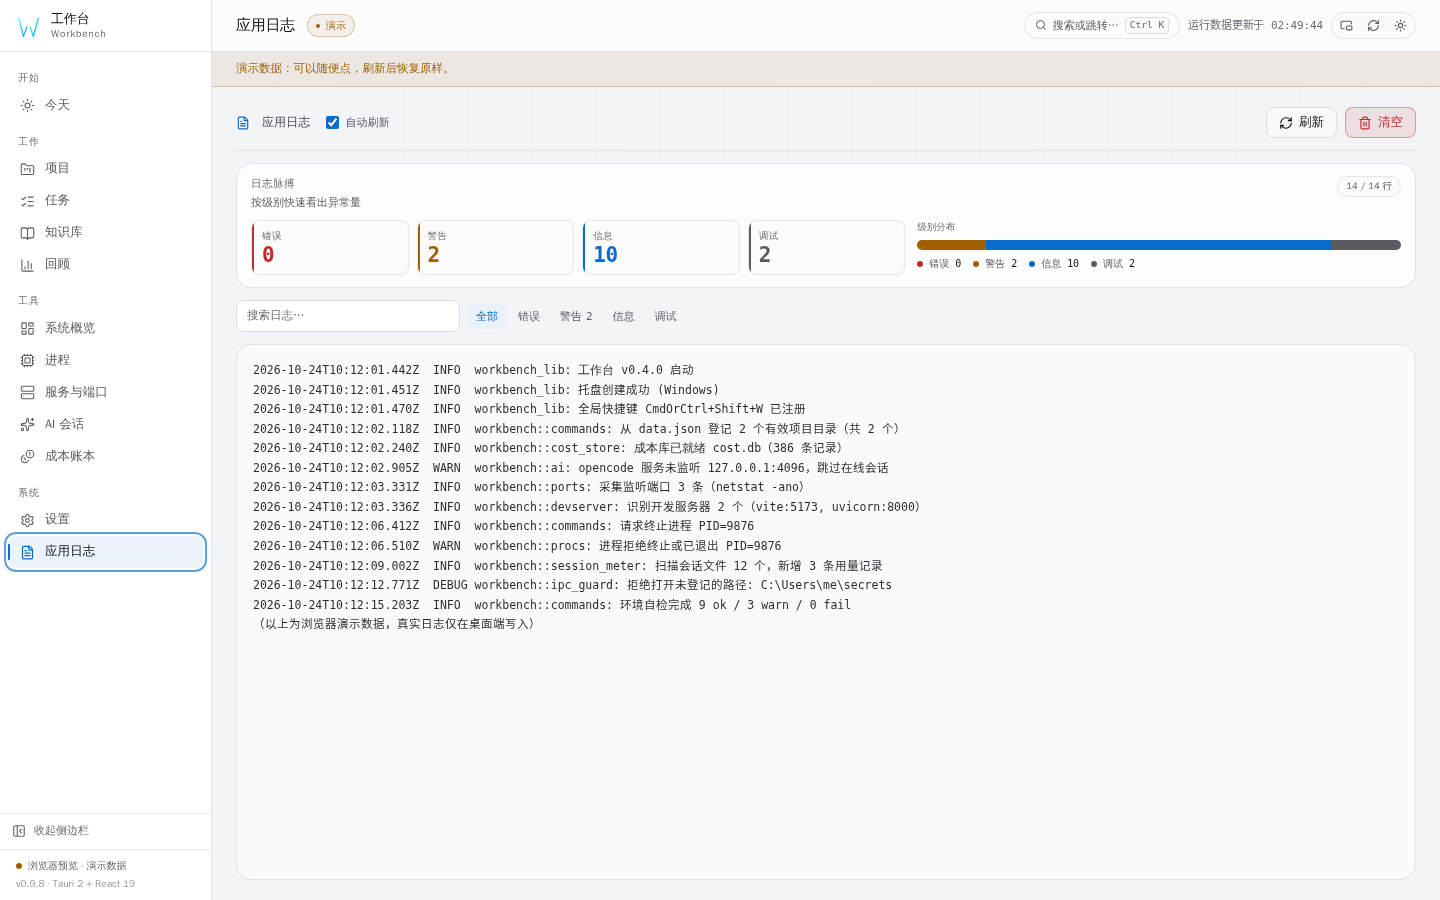 工作台
Workbench
开始
今天
工作
项目
任务
知识库
回顾
工具
系统概览
进程
服务与端口
AI 会话
成本账本
系统
设置
应用日志
收起侧边栏
浏览器预览 · 演示数据
v0.9.8 · Tauri 2 + React 19
应用日志
演示
搜索或跳转…
Ctrl K
运行数据更新于 02:49:44
演示数据：可以随便点，刷新后恢复原样。
应用日志
自动刷新
刷新
清空
日志脉搏
按级别快速看出异常量
14 / 14 行
错误
0
警告
2
信息
10
调试
2
级别分布
错误 0 警告 2 信息 10 调试 2
搜索日志…
全部 错误 警告 2 信息 调试
2026-10-24T10:12:01.442Z  INFO  workbench_lib: 工作台 v0.4.0 启动
2026-10-24T10:12:01.451Z  INFO  workbench_lib: 托盘创建成功 (Windows)
2026-10-24T10:12:01.470Z  INFO  workbench_lib: 全局快捷键 CmdOrCtrl+Shift+W 已注册
2026-10-24T10:12:02.118Z  INFO  workbench::commands: 从 data.json 登记 2 个有效项目目录（共 2 个）
2026-10-24T10:12:02.240Z  INFO  workbench::cost_store: 成本库已就绪 cost.db（386 条记录）
2026-10-24T10:12:02.905Z  WARN  workbench::ai: opencode 服务未监听 127.0.0.1:4096，跳过在线会话
2026-10-24T10:12:03.331Z  INFO  workbench::ports: 采集监听端口 3 条（netstat -ano）
2026-10-24T10:12:03.336Z  INFO  workbench::devserver: 识别开发服务器 2 个（vite:5173, uvicorn:8000）
2026-10-24T10:12:06.412Z  INFO  workbench::commands: 请求终止进程 PID=9876
2026-10-24T10:12:06.510Z  WARN  workbench::procs: 进程拒绝终止或已退出 PID=9876
2026-10-24T10:12:09.002Z  INFO  workbench::session_meter: 扫描会话文件 12 个，新增 3 条用量记录
2026-10-24T10:12:12.771Z  DEBUG workbench::ipc_guard: 拒绝打开未登记的路径: C:\Users\me\secrets
2026-10-24T10:12:15.203Z  INFO  workbench::commands: 环境自检完成 9 ok / 3 warn / 0 fail
（以上为浏览器演示数据，真实日志仅在桌面端写入）